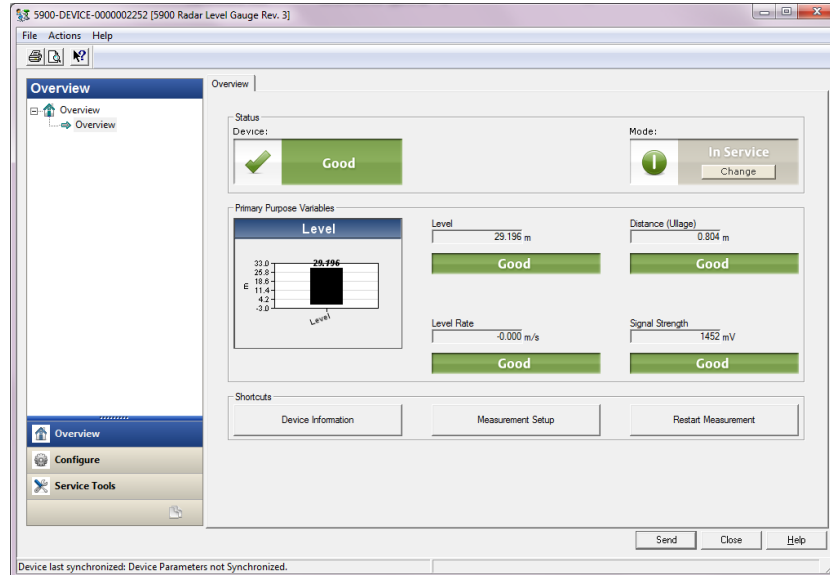 5900-DEVICE-0000002252 [5900 Radar Level Gauge Rev. 3]
File Actions Help
Overview
Overview
Overview
Overview
Status
Device:
Good
Mode:
In Service
Change
Primary Purpose Variables
Level
29.196
33.0
25.8
18.6
11.4
4.2
-3.0
m
Level
Level
29.196 m
Good
Distance (Ullage)
0.804 m
Good
Level Rate
-0.000 m/s
Good
Signal Strength
1452 mV
Good
Shortcuts
Device Information
Measurement Setup
Restart Measurement
Overview
Configure
Service Tools
Send
Close
Help
Device last synchronized: Device Parameters not Synchronized.